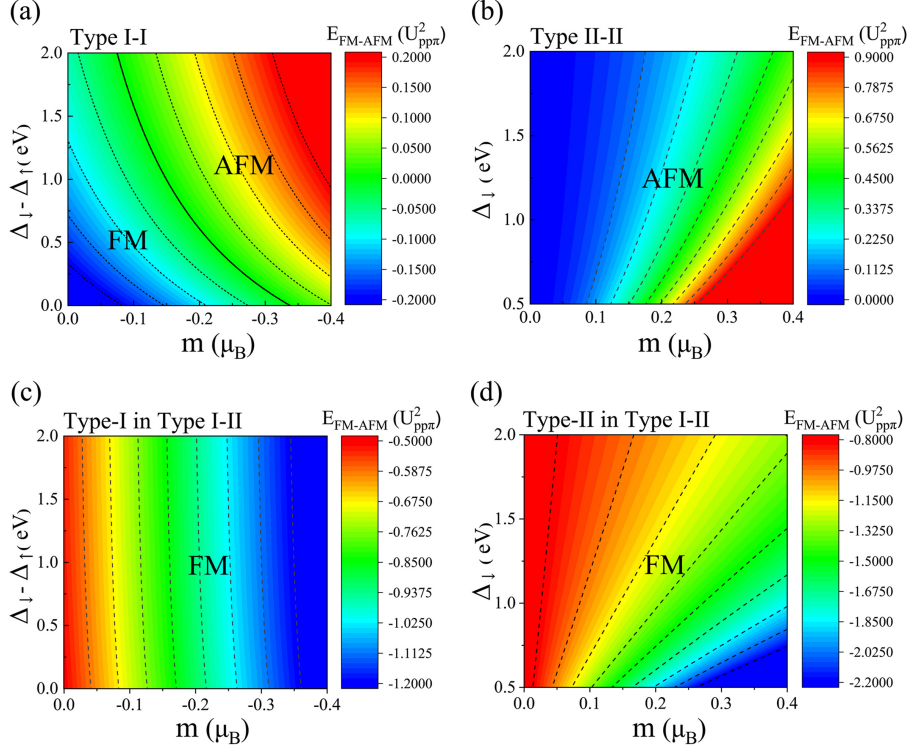 (a)
Type I-I
E_FM-AFM (U²_ppπ)
2.0
1.5
1.0
0.5
0.0
Δ↓ - Δ↑ (eV)
AFM
FM
0.0 -0.1 -0.2 -0.3 -0.4
m (μ_B)
0.2000
0.1500
0.1000
0.0500
0.0000
-0.0500
-0.1000
-0.1500
-0.2000
(b)
Type II-II
E_FM-AFM (U²_ppπ)
2.0
1.5
1.0
0.5
Δ↓ (eV)
AFM
0.0 0.1 0.2 0.3 0.4
m (μ_B)
0.9000
0.7875
0.6750
0.5625
0.4500
0.3375
0.2250
0.1125
0.0000
(c)
Type-I in Type I-II
E_FM-AFM (U²_ppπ)
2.0
1.5
1.0
0.5
0.0
Δ↓ - Δ↑ (eV)
FM
0.0 -0.1 -0.2 -0.3 -0.4
m (μ_B)
-0.5000
-0.5875
-0.6750
-0.7625
-0.8500
-0.9375
-1.0250
-1.1125
-1.2000
(d)
Type-II in Type I-II
E_FM-AFM (U²_ppπ)
2.0
1.5
1.0
0.5
Δ↓ (eV)
FM
0.0 0.1 0.2 0.3 0.4
m (μ_B)
-0.8000
-0.9750
-1.1500
-1.3250
-1.5000
-1.6750
-1.8500
-2.0250
-2.2000